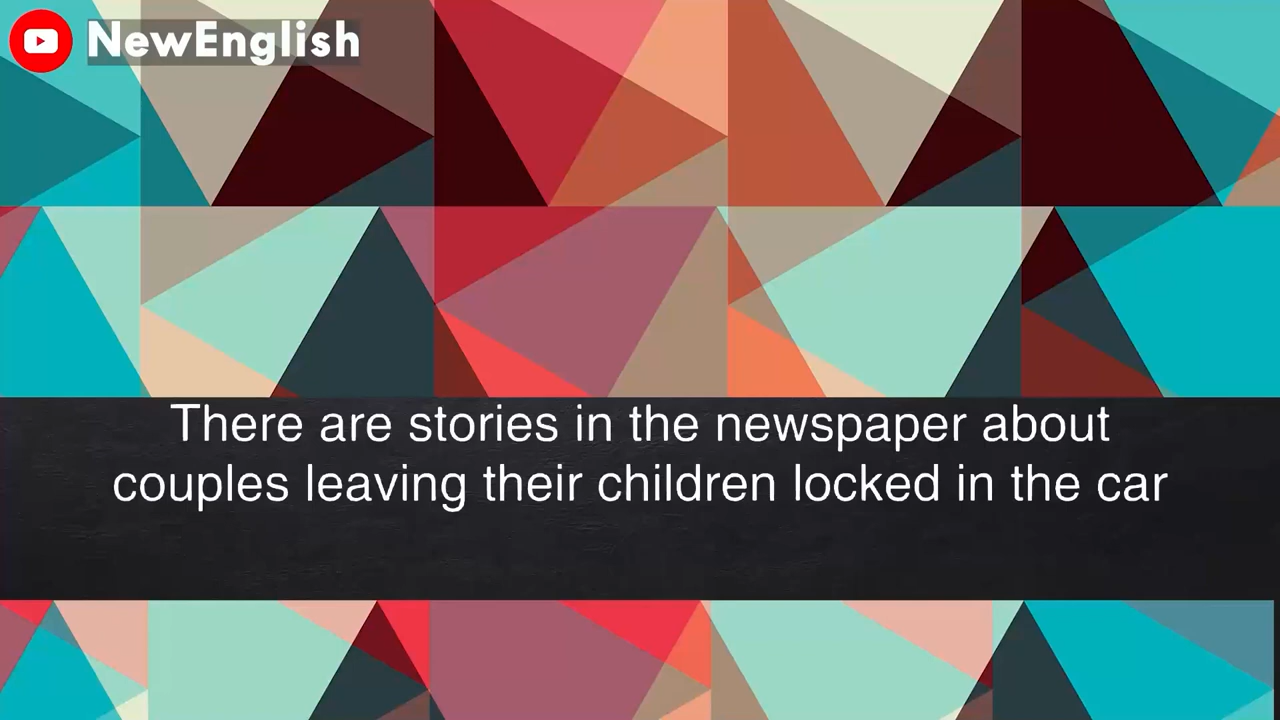 NewEnglish
There are stories in the newspaper about
couples leaving their children locked in the car